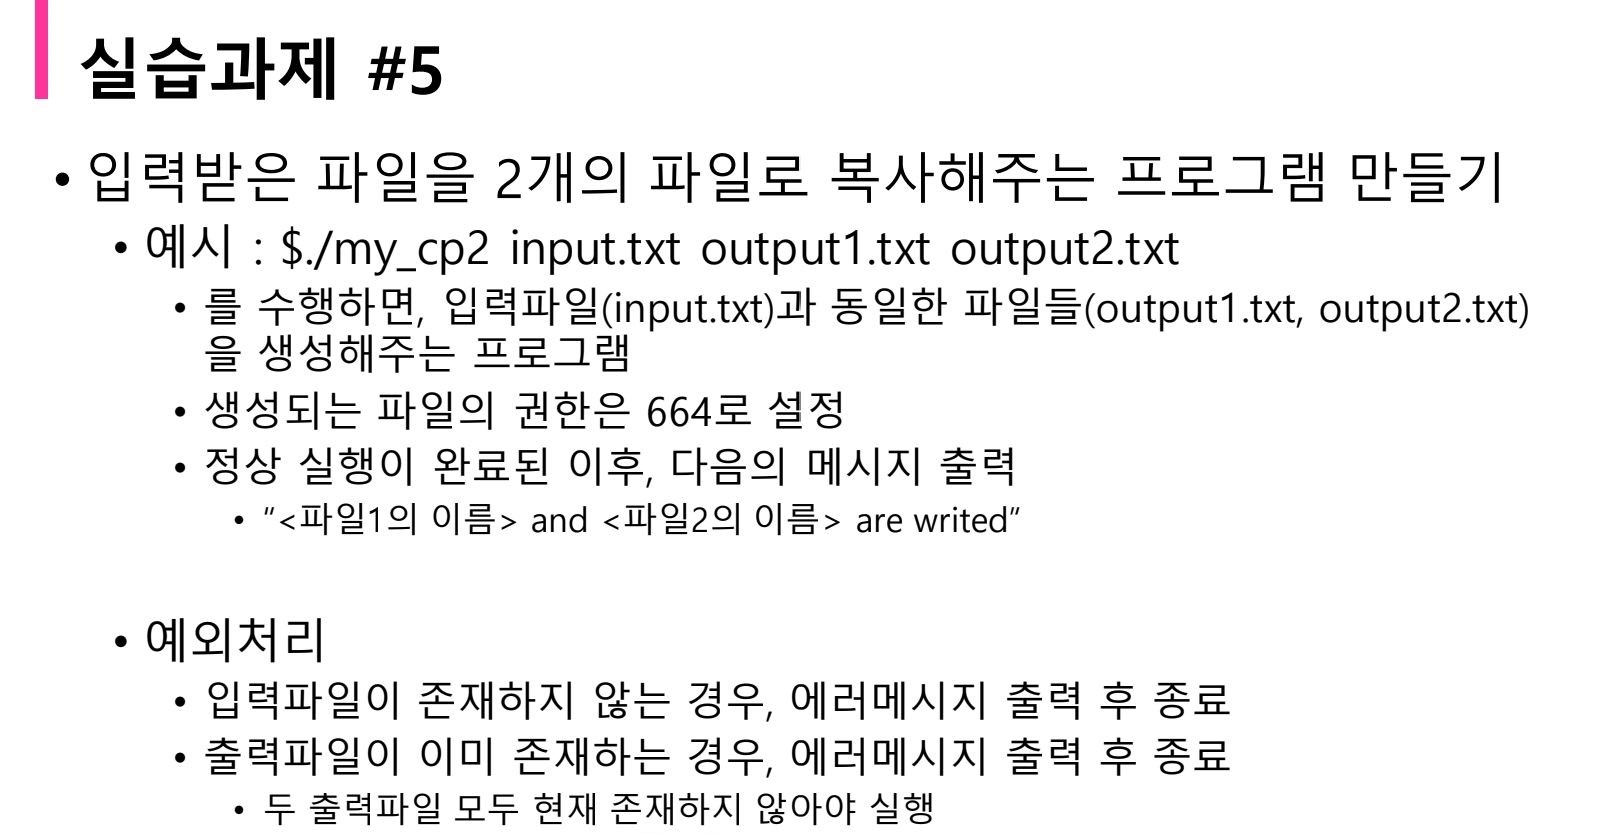 실습과제 #5
• 입력받은 파일을 2개의 파일로 복사해주는 프로그램 만들기
• 예시 : $./my_cp2 input.txt output1.txt output2.txt
• 를 수행하면, 입력파일(input.txt)과 동일한 파일들(output1.txt, output2.txt)
을 생성해주는 프로그램
• 생성되는 파일의 권한은 664로 설정
• 정상 실행이 완료된 이후, 다음의 메시지 출력
• “<파일1의 이름> and <파일2의 이름> are writed”
• 예외처리
• 입력파일이 존재하지 않는 경우, 에러메시지 출력 후 종료
• 출력파일이 이미 존재하는 경우, 에러메시지 출력 후 종료
• 두 출력파일 모두 현재 존재하지 않아야 실행